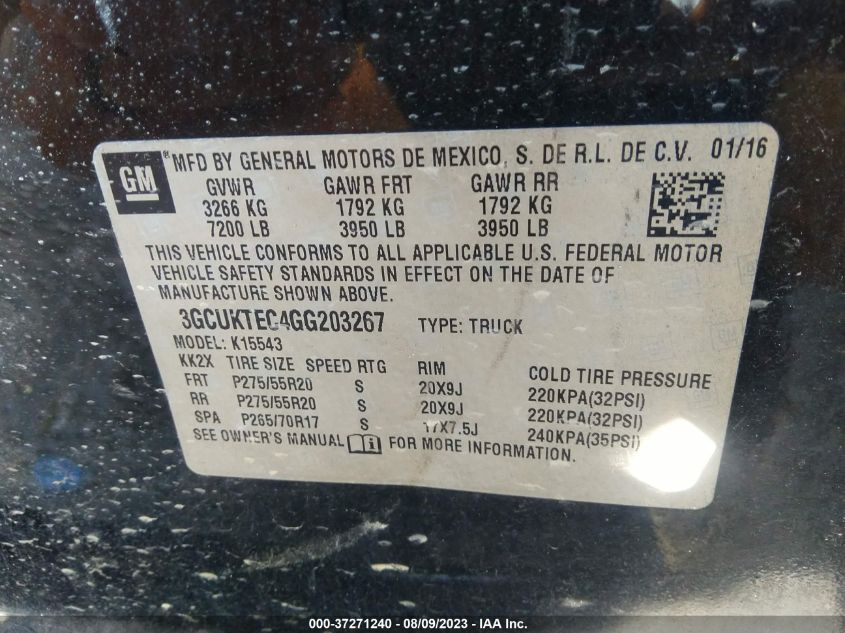 GM ® MFD BY GENERAL MOTORS DE MEXICO, S. DE R.L. DE C.V. 01/16
GVWR GAWR FRT GAWR RR
3266 KG 1792 KG 1792 KG
7200 LB 3950 LB 3950 LB
THIS VEHICLE CONFORMS TO ALL APPLICABLE U.S. FEDERAL MOTOR
VEHICLE SAFETY STANDARDS IN EFFECT ON THE DATE OF
MANUFACTURE SHOWN ABOVE.
3GCUKTEC4GG203267 TYPE: TRUCK
MODEL: K15543
KK2X TIRE SIZE SPEED RTG RIM COLD TIRE PRESSURE
FRT P275/55R20 S 20X9J 220KPA(32PSI)
RR P275/55R20 S 20X9J 220KPA(32PSI)
SPA P265/70R17 S 17X7.5J 240KPA(35PSI)
SEE OWNER'S MANUAL i FOR MORE INFORMATION.
000-37271240 - 08/09/2023 - IAA Inc.